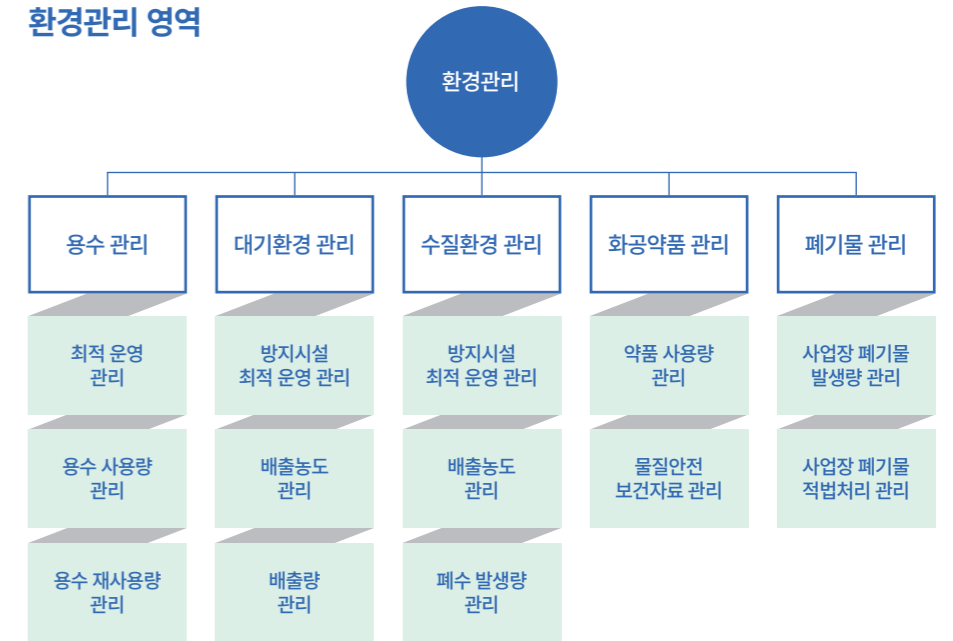 환경관리 영역
환경관리
용수 관리
대기환경 관리
수질환경 관리
화공약품 관리
폐기물 관리
최적 운영
관리
방지시설
최적 운영 관리
방지시설
최적 운영 관리
약품 사용량
관리
사업장 폐기물
발생량 관리
용수 사용량
관리
배출농도
관리
배출농도
관리
물질안전
보건자료 관리
사업장 폐기물
적법처리 관리
용수 재사용량
관리
배출량
관리
폐수 발생량
관리